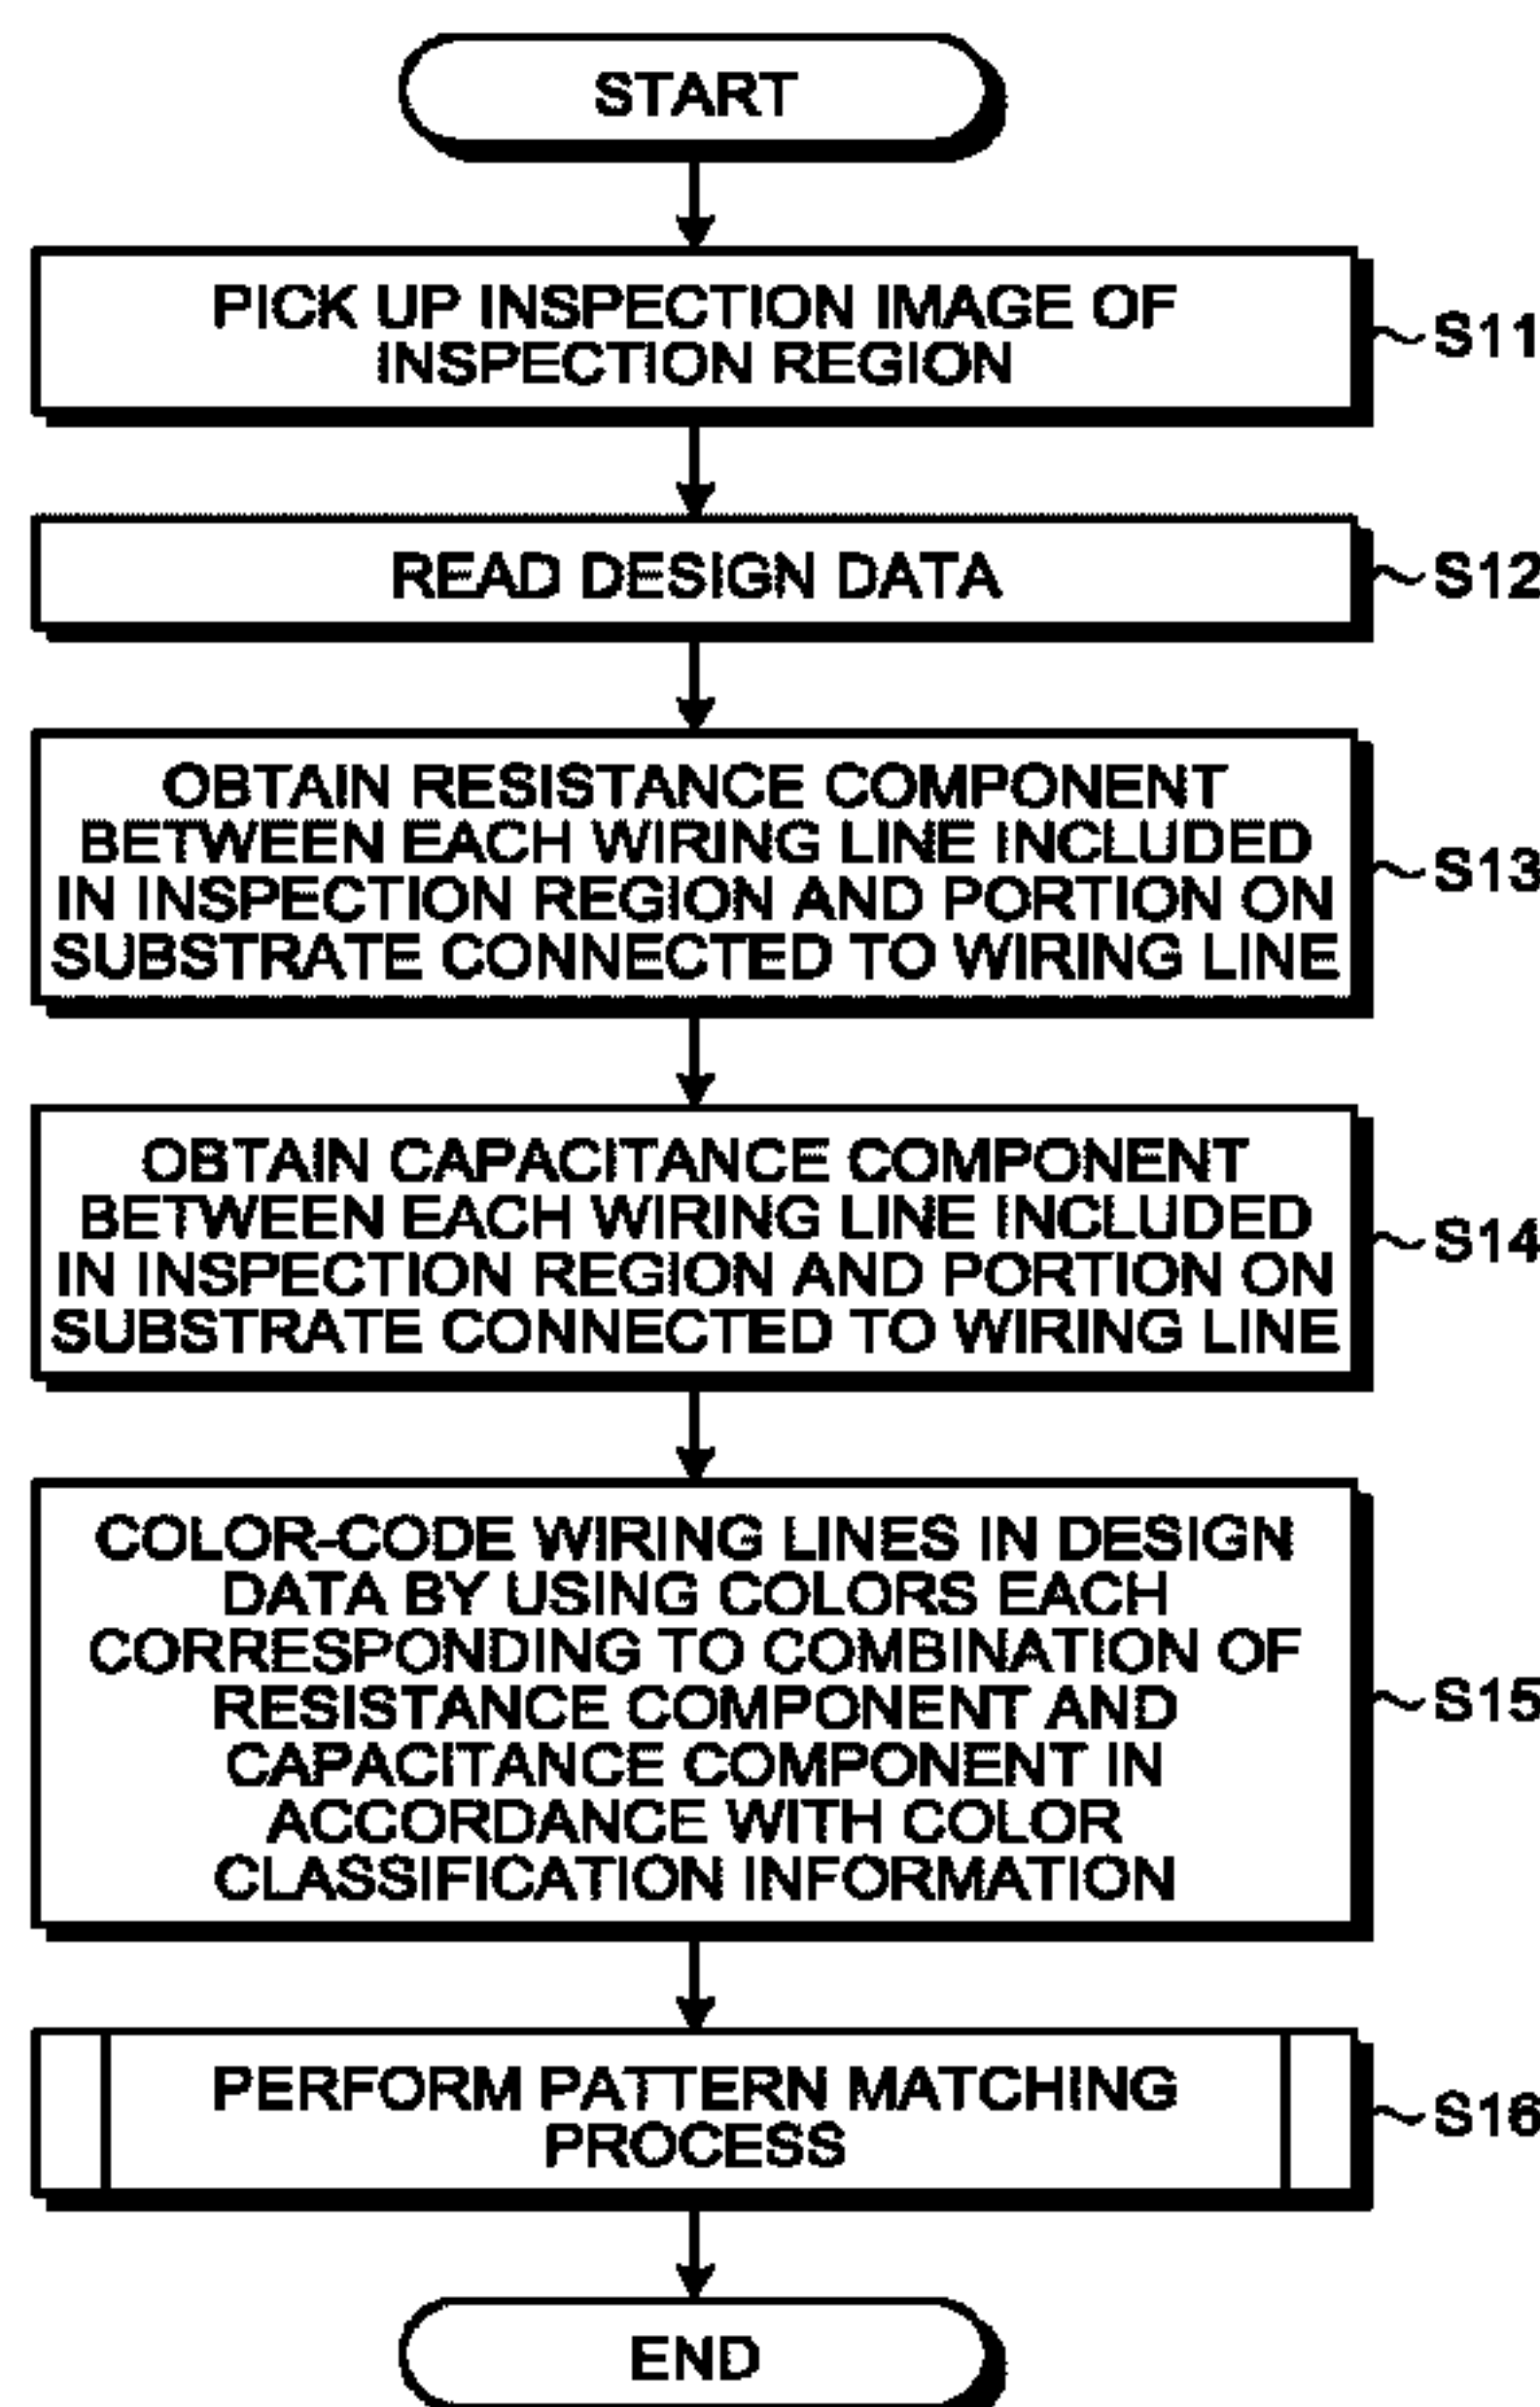 START
PICK UP INSPECTION IMAGE OF
INSPECTION REGION
S11
READ DESIGN DATA
S12
OBTAIN RESISTANCE COMPONENT
BETWEEN EACH WIRING LINE INCLUDED
IN INSPECTION REGION AND PORTION ON
SUBSTRATE CONNECTED TO WIRING LINE
S13
OBTAIN CAPACITANCE COMPONENT
BETWEEN EACH WIRING LINE INCLUDED
IN INSPECTION REGION AND PORTION ON
SUBSTRATE CONNECTED TO WIRING LINE
S14
COLOR-CODE WIRING LINES IN DESIGN
DATA BY USING COLORS EACH
CORRESPONDING TO COMBINATION OF
RESISTANCE COMPONENT AND
CAPACITANCE COMPONENT IN
ACCORDANCE WITH COLOR
CLASSIFICATION INFORMATION
S15
PERFORM PATTERN MATCHING
PROCESS
S16
END